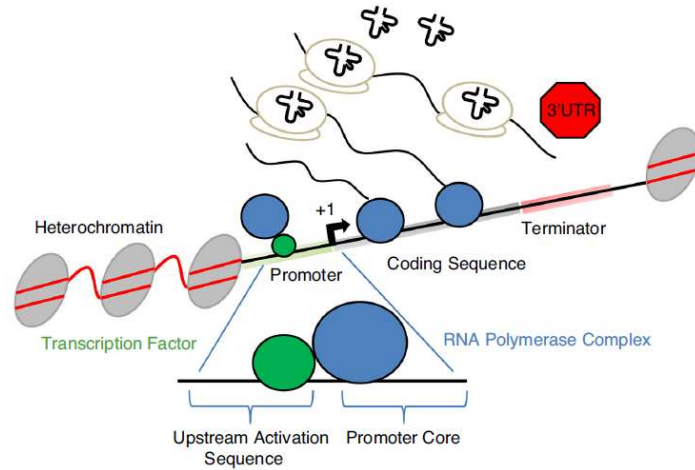 3'UTR
+1
Heterochromatin
Terminator
Promoter
Coding Sequence
Transcription Factor
RNA Polymerase Complex
Upstream Activation
Sequence
Promoter Core